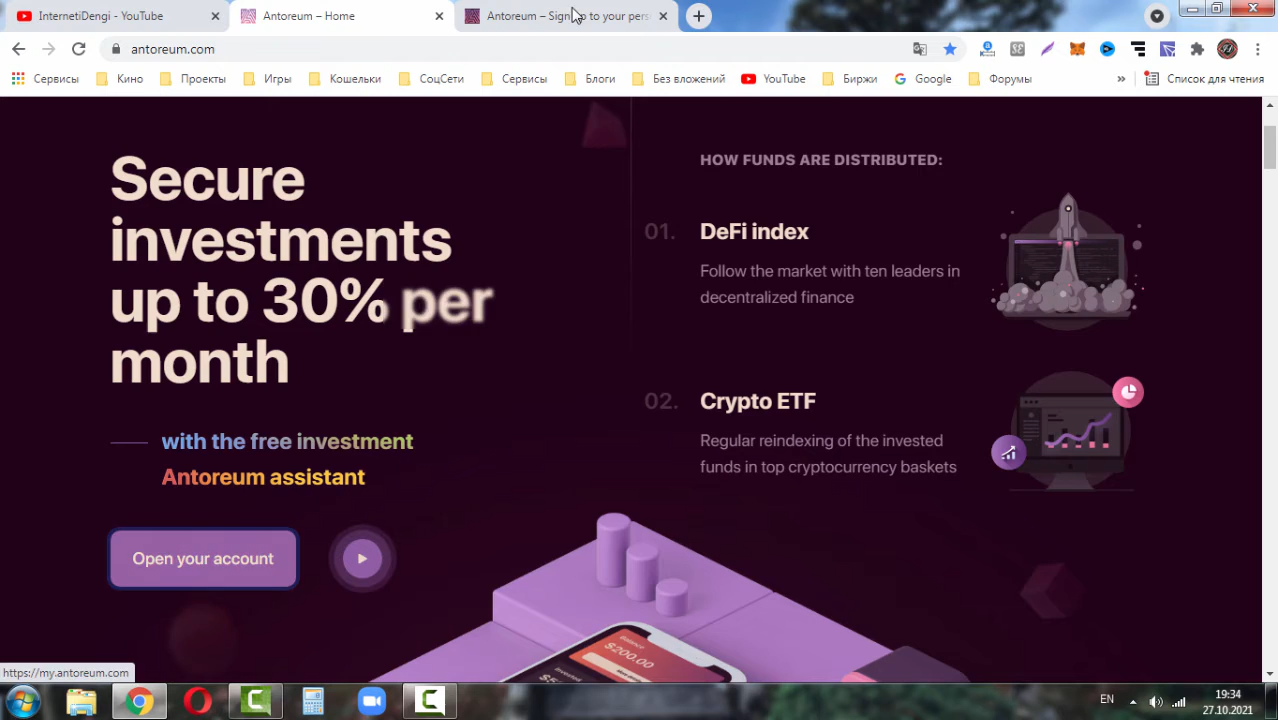 InternetiDengi - YouTube
Antoreum – Home
Antoreum – Sign up to your pers
antoreum.com
Сервисы
Кино
Проекты
Игры
Кошельки
СоцСети
Сервисы
Блоги
Без вложений
YouTube
Биржи
Google
Форумы
»
Список для чтения
Secure
investments
up to 30% per
month
with the free investment
Antoreum assistant
Open your account
HOW FUNDS ARE DISTRIBUTED:
01. DeFi index
Follow the market with ten leaders in
decentralized finance
02. Crypto ETF
Regular reindexing of the invested
funds in top cryptocurrency baskets
Balance
$200.00
https://my.antoreum.com
EN
19:34
27.10.2021